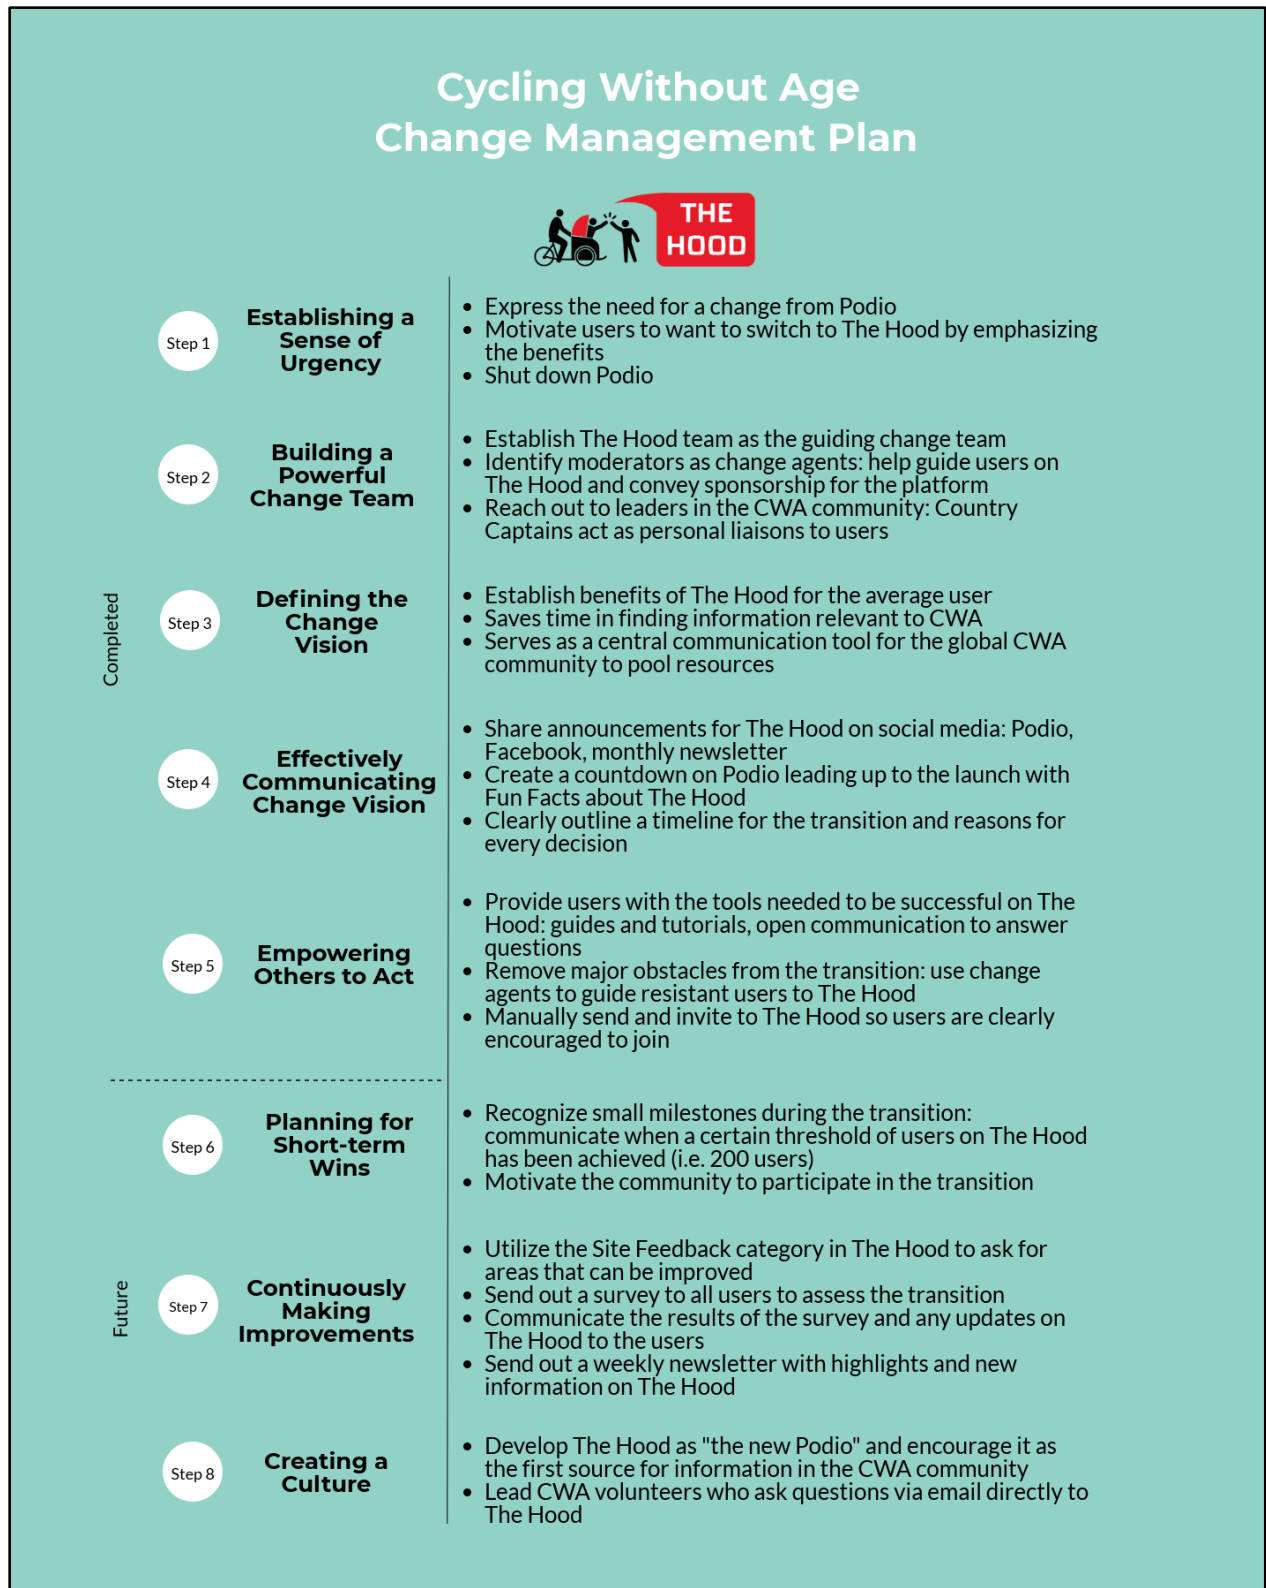 Cycling Without Age
Change Management Plan
THE
HOOD
Completed
Step 1
Establishing a
Sense of
Urgency
• Express the need for a change from Podio
• Motivate users to want to switch to The Hood by emphasizing
the benefits
• Shut down Podio
Step 2
Building a
Powerful
Change Team
• Establish The Hood team as the guiding change team
• Identify moderators as change agents: help guide users on
The Hood and convey sponsorship for the platform
• Reach out to leaders in the CWA community: Country
Captains act as personal liaisons to users
Step 3
Defining the
Change
Vision
• Establish benefits of The Hood for the average user
• Saves time in finding information relevant to CWA
• Serves as a central communication tool for the global CWA
community to pool resources
Step 4
Effectively
Communicating
Change Vision
• Share announcements for The Hood on social media: Podio,
Facebook, monthly newsletter
• Create a countdown on Podio leading up to the launch with
Fun Facts about The Hood
• Clearly outline a timeline for the transition and reasons for
every decision
Step 5
Empowering
Others to Act
• Provide users with the tools needed to be successful on The
Hood: guides and tutorials, open communication to answer
questions
• Remove major obstacles from the transition: use change
agents to guide resistant users to The Hood
• Manually send and invite to The Hood so users are clearly
encouraged to join
Future
Step 6
Planning for
Short-term
Wins
• Recognize small milestones during the transition:
communicate when a certain threshold of users on The Hood
has been achieved (i.e. 200 users)
• Motivate the community to participate in the transition
Step 7
Continuously
Making
Improvements
• Utilize the Site Feedback category in The Hood to ask for
areas that can be improved
• Send out a survey to all users to assess the transition
• Communicate the results of the survey and any updates on
The Hood to the users
• Send out a weekly newsletter with highlights and new
information on The Hood
Step 8
Creating a
Culture
• Develop The Hood as "the new Podio" and encourage it as
the first source for information in the CWA community
• Lead CWA volunteers who ask questions via email directly to
The Hood